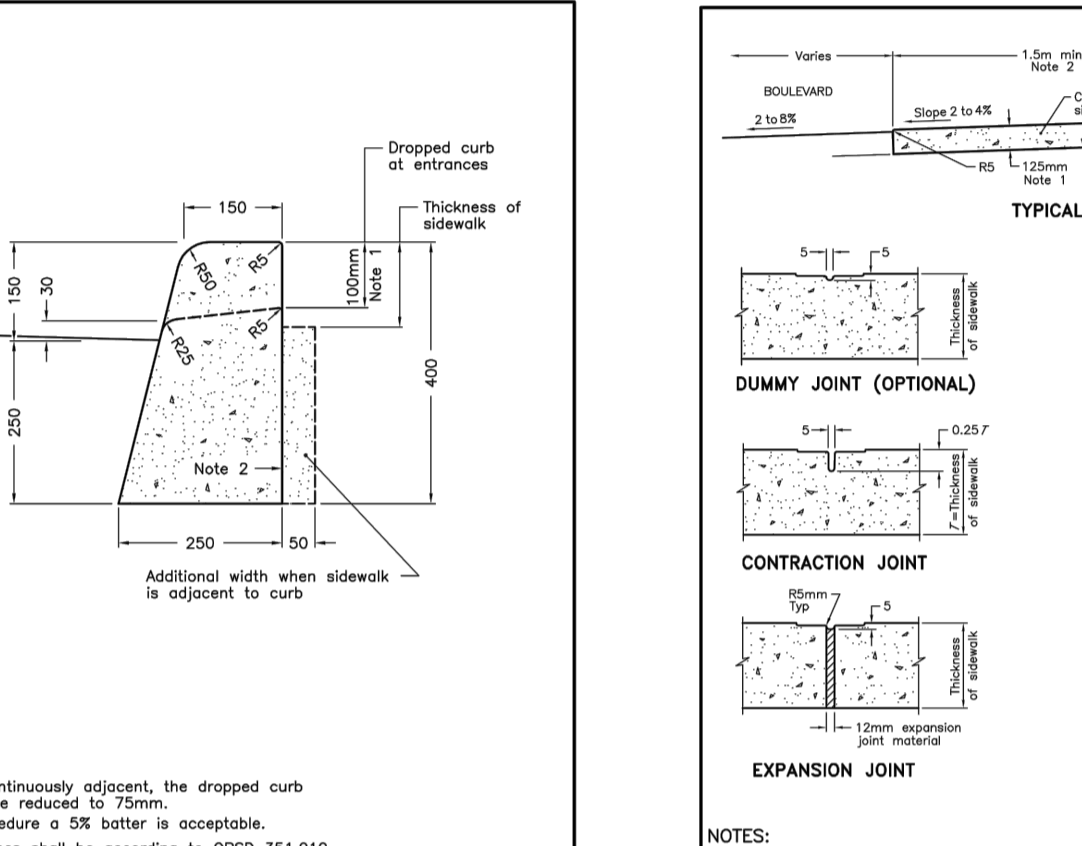 Dropped curb
at entrances
Thickness of
sidewalk
150
R50
R5
100mm
Note 1
150
30
R25
R5
400
250
Note 2
250
50
Additional width when sidewalk
is adjacent to curb
ntinuously adjacent, the dropped curb
e reduced to 75mm.
edure a 5% batter is acceptable.
Varies
1.5m min
Note 2
BOULEVARD
2 to 8%
Slope 2 to 4%
R5
125mm
Note 1
TYPICAL
5
5
Thickness
of sidewalk
DUMMY JOINT (OPTIONAL)
5
0.25T
T=Thickness
of sidewalk
CONTRACTION JOINT
R5mm
Typ
5
Thickness
of sidewalk
12mm expansion
joint material
EXPANSION JOINT
NOTES: